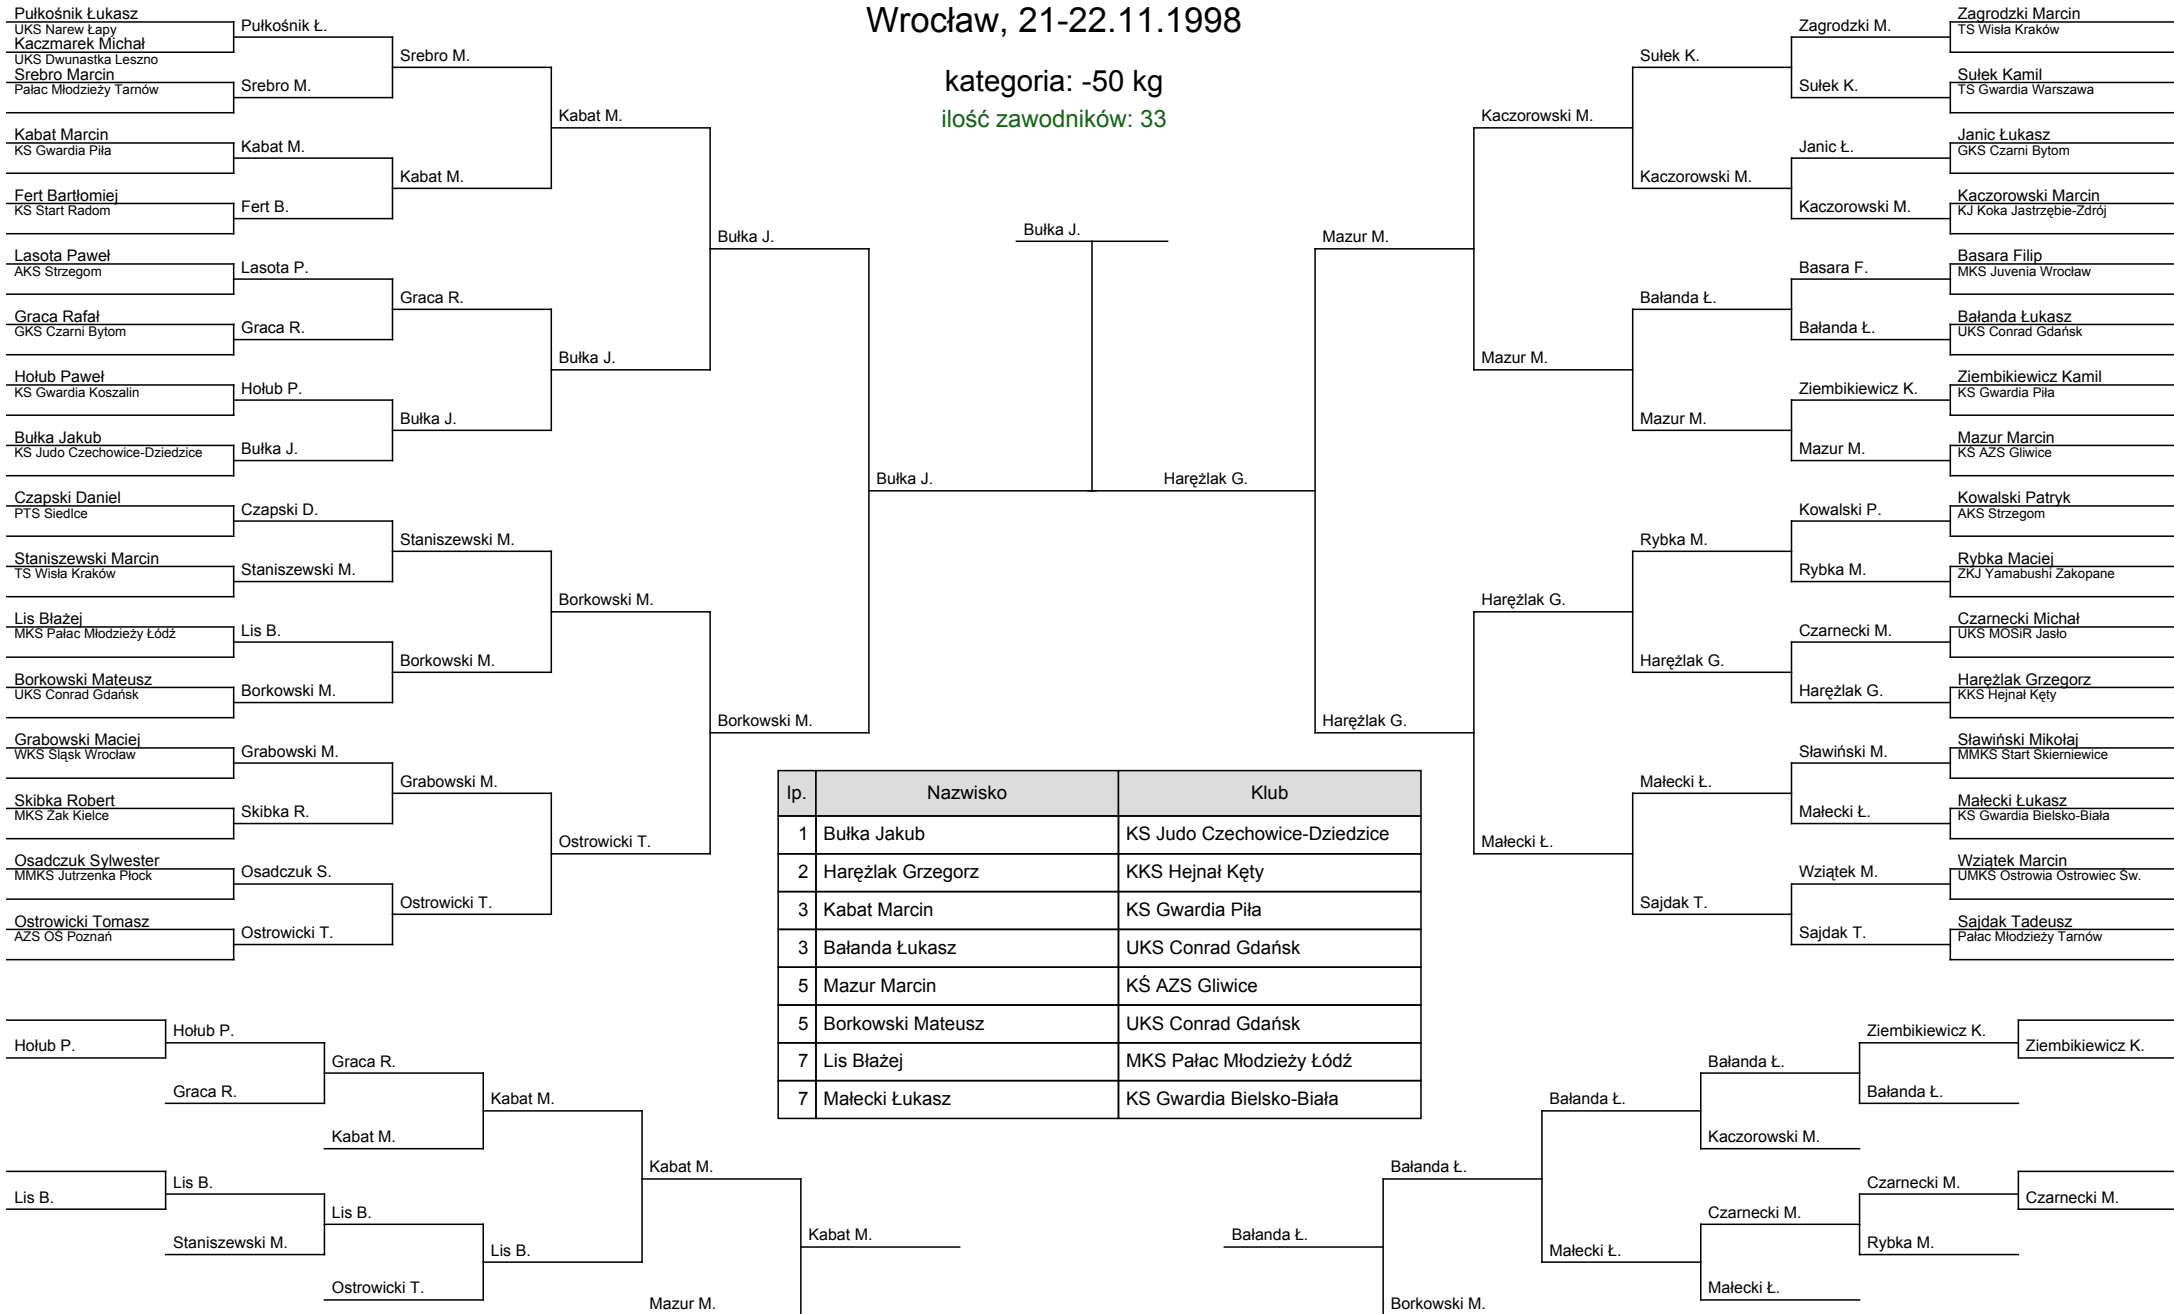 Wrocław, 21-22.11.1998
kategoria: -50 kg
ilość zawodników: 33
Pułkośnik Łukasz
UKS Narew Łapy
Kaczmarek Michał
UKS Dwunastka Leszno
Srebro Marcin
Pałac Młodzieży Tarnów
Kabat Marcin
KS Gwardia Piła
Fert Bartłomiej
KS Start Radom
Lasota Paweł
AKS Strzegom
Graca Rafał
GKS Czarni Bytom
Hołub Paweł
KS Gwardia Koszalin
Bułka Jakub
KS Judo Czechowice-Dziedzice
Czapski Daniel
PTS Siedlce
Staniszewski Marcin
TS Wisła Kraków
Lis Błażej
MKS Pałac Młodzieży Łódź
Borkowski Mateusz
UKS Conrad Gdańsk
Grabowski Maciej
WKS Śląsk Wrocław
Skibka Robert
MKS Żak Kielce
Osadczuk Sylwester
MMKS Jutrzenka Płock
Ostrowicki Tomasz
AZS OŚ Poznań
Pułkośnik Ł.
Srebro M.
Kabat M.
Fert B.
Lasota P.
Graca R.
Hołub P.
Bułka J.
Czapski D.
Staniszewski M.
Lis B.
Borkowski M.
Grabowski M.
Skibka R.
Osadczuk S.
Ostrowicki T.
Srebro M.
Kabat M.
Graca R.
Bułka J.
Staniszewski M.
Borkowski M.
Grabowski M.
Ostrowicki T.
Kabat M.
Bułka J.
Borkowski M.
Ostrowicki T.
Bułka J.
Borkowski M.
Bułka J.
Bułka J.
Harężlak G.
Mazur M.
Harężlak G.
Kaczorowski M.
Mazur M.
Harężlak G.
Małecki Ł.
Sułek K.
Kaczorowski M.
Bałanda Ł.
Mazur M.
Rybka M.
Harężlak G.
Małecki Ł.
Sajdak T.
Zagrodzki M.
Sułek K.
Janic Ł.
Kaczorowski M.
Basara F.
Bałanda Ł.
Ziembikiewicz K.
Mazur M.
Kowalski P.
Rybka M.
Czarnecki M.
Harężlak G.
Sławiński M.
Małecki Ł.
Wziątek M.
Sajdak T.
Zagrodzki Marcin
TS Wisła Kraków
Sułek Kamil
TS Gwardia Warszawa
Janic Łukasz
GKS Czarni Bytom
Kaczorowski Marcin
KJ Koka Jastrzębie-Zdrój
Basara Filip
MKS Juvenia Wrocław
Bałanda Łukasz
UKS Conrad Gdańsk
Ziembikiewicz Kamil
KS Gwardia Piła
Mazur Marcin
KŚ AZS Gliwice
Kowalski Patryk
AKS Strzegom
Rybka Maciej
ZKJ Yamabushi Zakopane
Czarnecki Michał
UKS MOSiR Jasło
Harężlak Grzegorz
KKS Hejnał Kęty
Sławiński Mikołaj
MMKS Start Skierniewice
Małecki Łukasz
KS Gwardia Bielsko-Biała
Wziątek Marcin
UMKS Ostrovia Ostrowiec Św.
Sajdak Tadeusz
Pałac Młodzieży Tarnów
lp. Nazwisko Klub
1 Bułka Jakub KS Judo Czechowice-Dziedzice
2 Harężlak Grzegorz KKS Hejnał Kęty
3 Kabat Marcin KS Gwardia Piła
3 Bałanda Łukasz UKS Conrad Gdańsk
5 Mazur Marcin KŚ AZS Gliwice
5 Borkowski Mateusz UKS Conrad Gdańsk
7 Lis Błażej MKS Pałac Młodzieży Łódź
7 Małecki Łukasz KS Gwardia Bielsko-Biała
Hołub P.
Lis B.
Hołub P.
Graca R.
Lis B.
Staniszewski M.
Graca R.
Kabat M.
Lis B.
Ostrowicki T.
Kabat M.
Lis B.
Kabat M.
Mazur M.
Kabat M.
Bałanda Ł.
Bałanda Ł.
Borkowski M.
Bałanda Ł.
Małecki Ł.
Bałanda Ł.
Kaczorowski M.
Czarnecki M.
Małecki Ł.
Ziembikiewicz K.
Bałanda Ł.
Czarnecki M.
Rybka M.
Ziembikiewicz K.
Czarnecki M.